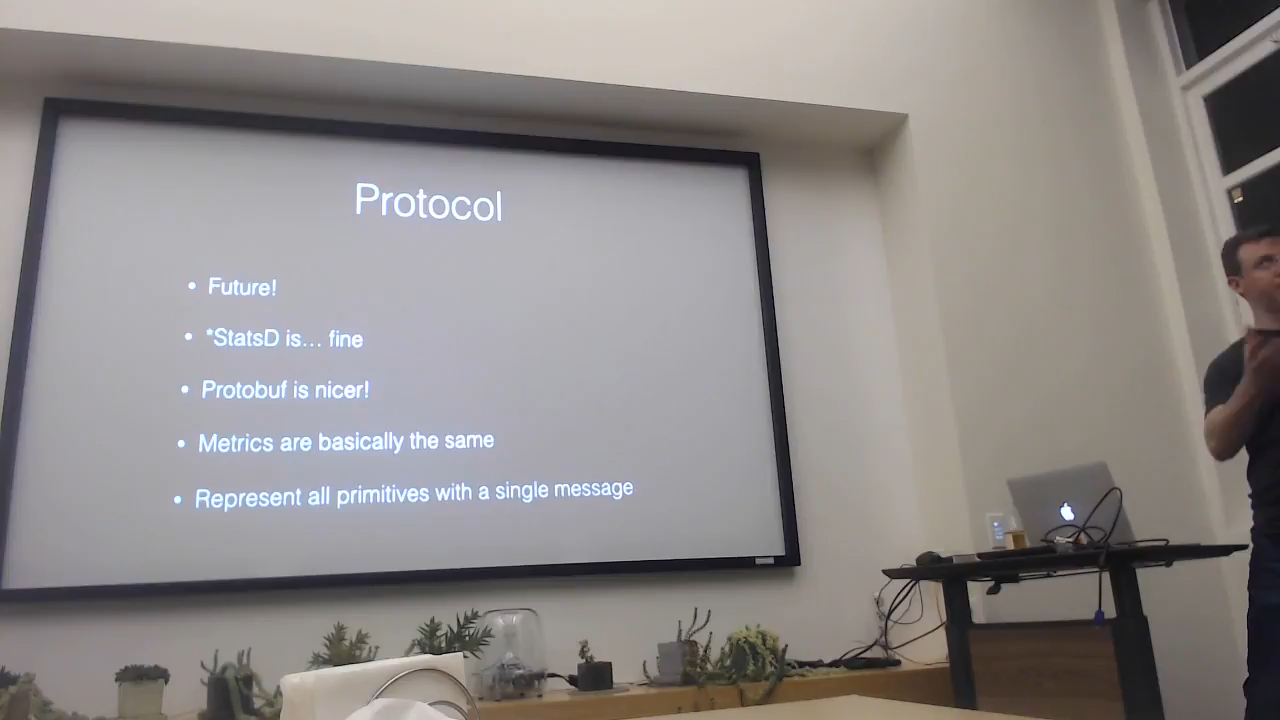 Protocol
• Future!
• *StatsD is... fine
• Protobuf is nicer!
• Metrics are basically the same
• Represent all primitives with a single message